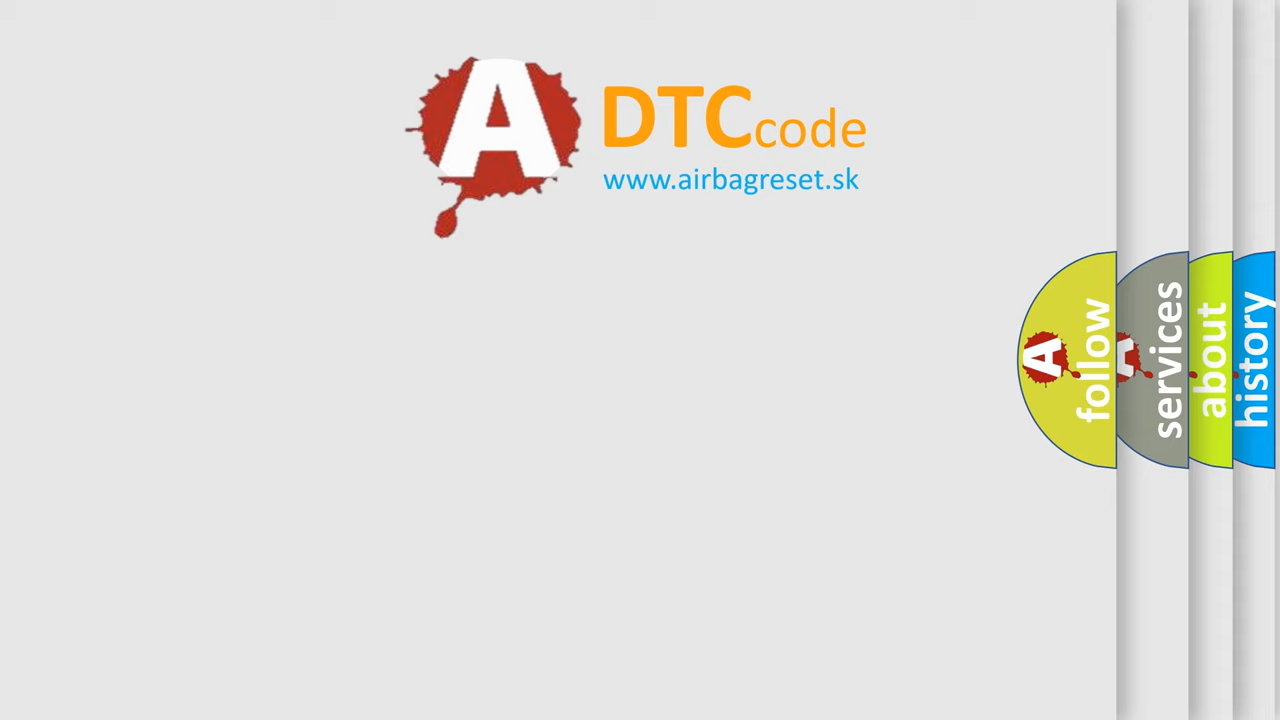 A DTCcode
www.airbagreset.sk
A follow
A services
about
history